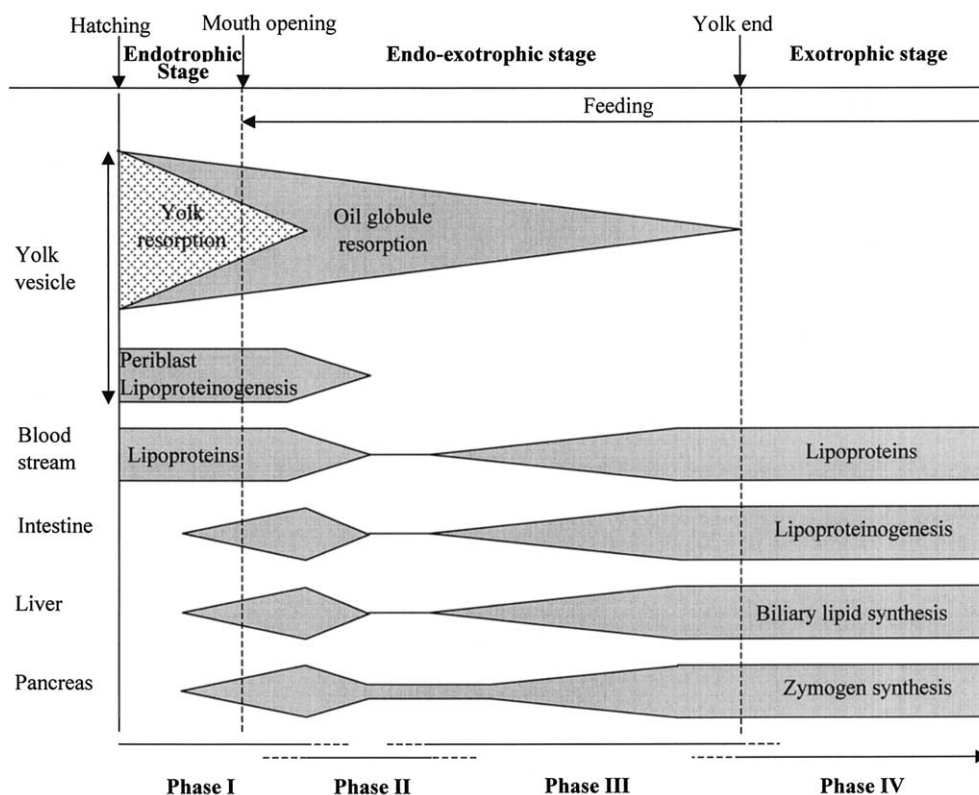 Hatching
Mouth opening
Yolk end
Endotrophic
Stage
Endo-exotrophic stage
Exotrophic stage
Feeding
Yolk
resorption
Oil globule
resorption
Yolk
vesicle
Periblast
Lipoproteinogenesis
Blood
stream
Lipoproteins
Lipoproteins
Intestine
Lipoproteinogenesis
Liver
Biliary lipid synthesis
Pancreas
Zymogen synthesis
Phase I
Phase II
Phase III
Phase IV